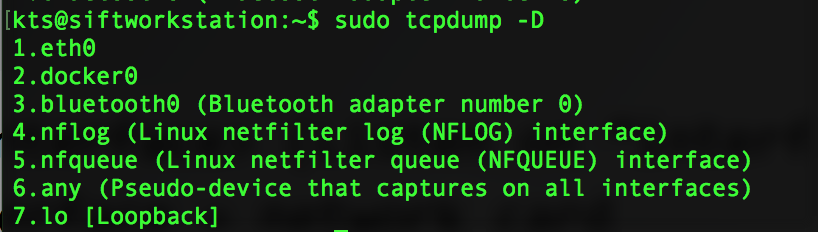 [kts@siftworkstation:~$ sudo tcpdump -D
1.eth0
2.docker0
3.bluetooth0 (Bluetooth adapter number 0)
4.nflog (Linux netfilter log (NFLOG) interface)
5.nfqueue (Linux netfilter queue (NFQUEUE) interface)
6.any (Pseudo-device that captures on all interfaces)
7.lo [Loopback]